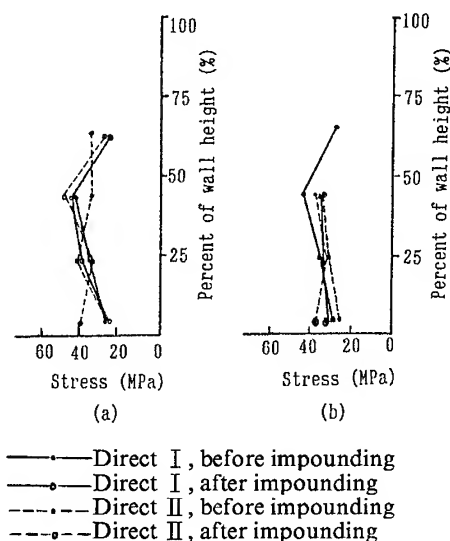 100
75
50
25
60 40 20 0
Percent of wall height (%)
Stress (MPa)
(a)
100
75
50
25
60 40 20 0
Percent of wall height (%)
Stress (MPa)
(b)
Direct I, before impounding
Direct I, after impounding
Direct II, before impounding
Direct II, after impounding